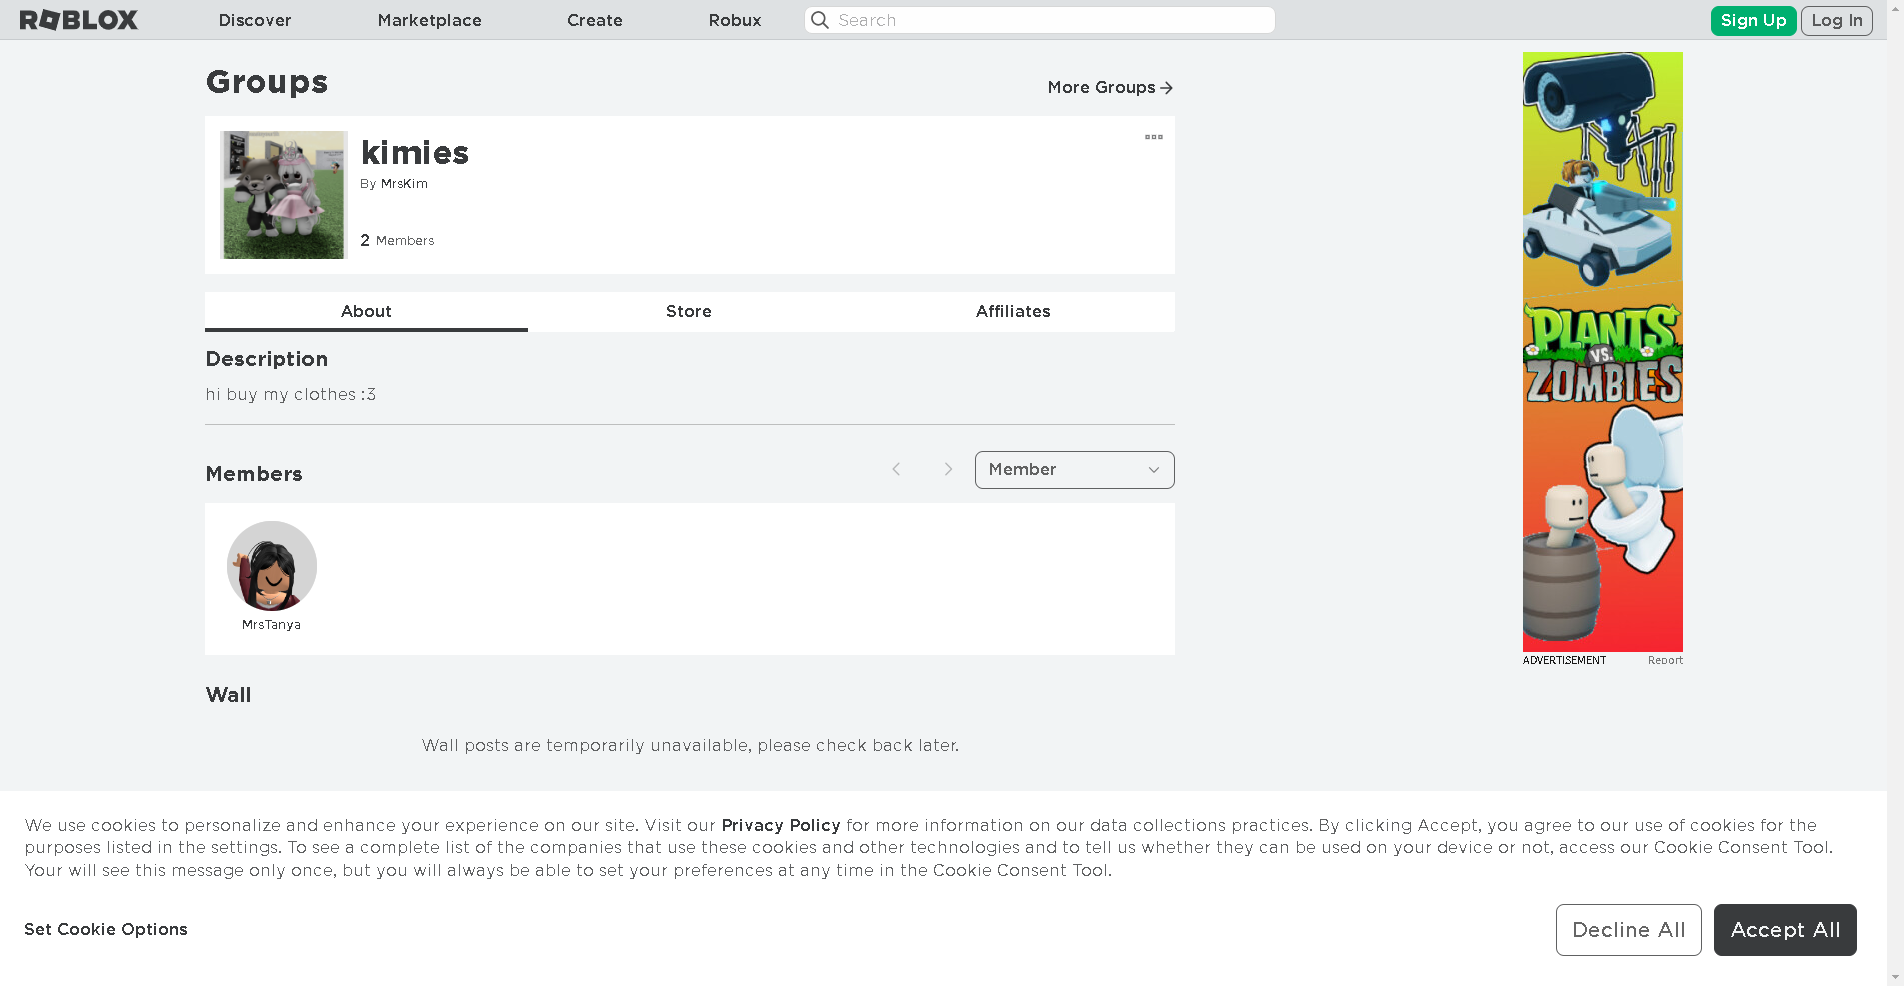 ROBLOX Discover Marketplace Create Robux Search Sign Up Log In
Groups
More Groups
kimies
By MrsKim
2 Members
About Store Affiliates
Description
hi buy my clothes :3
Members
Member
MrsTanya
Wall
Wall posts are temporarily unavailable, please check back later.
PLANTS
VS.
ZOMBIES
ADVERTISEMENT Report
We use cookies to personalize and enhance your experience on our site. Visit our Privacy Policy for more information on our data collections practices. By clicking Accept, you agree to our use of cookies for the
purposes listed in the settings. To see a complete list of the companies that use these cookies and other technologies and to tell us whether they can be used on your device or not, access our Cookie Consent Tool.
Your will see this message only once, but you will always be able to set your preferences at any time in the Cookie Consent Tool.
Set Cookie Options
Decline All
Accept All